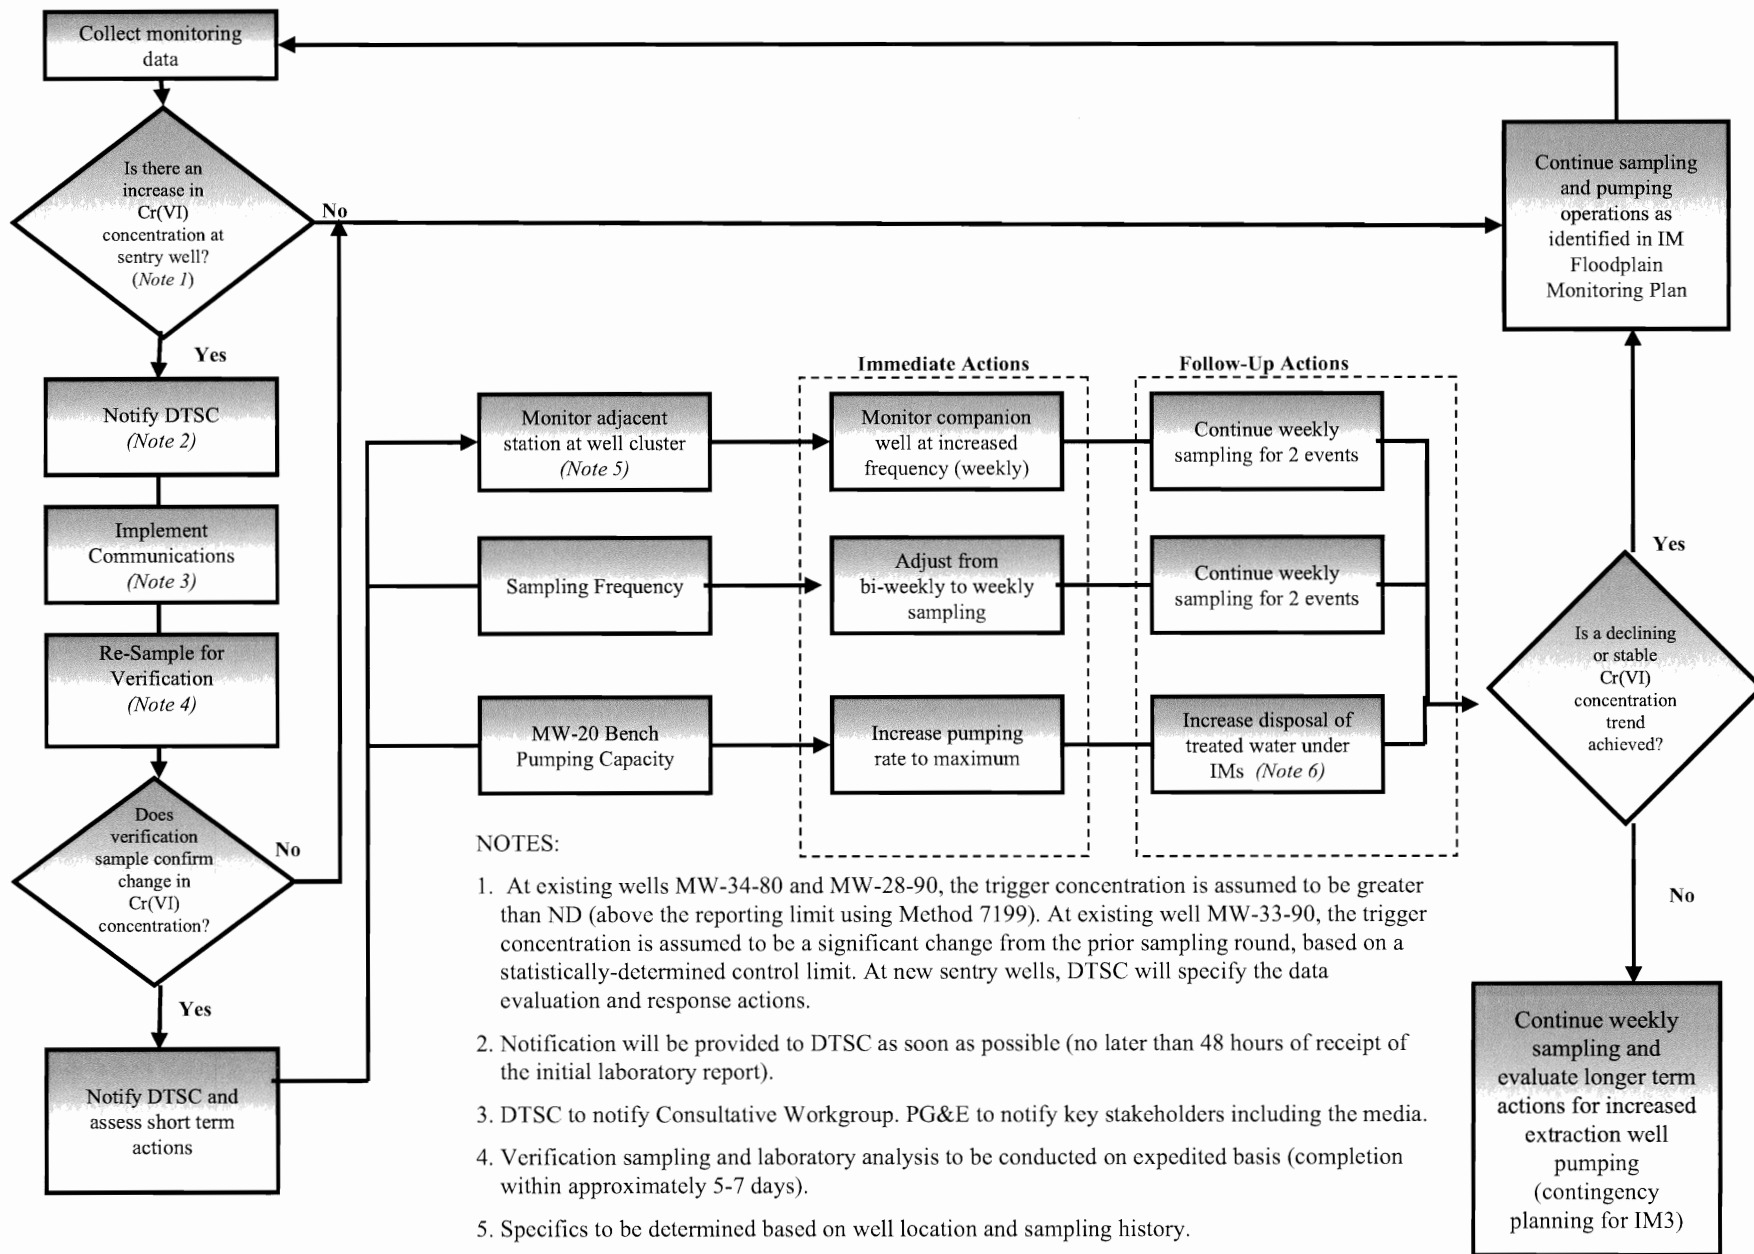 Collect monitoring
data
Is there an
increase in
Cr(VI)
concentration at
sentry well?
(Note 1)
No
Yes
Notify DTSC
(Note 2)
Implement
Communications
(Note 3)
Re-Sample for
Verification
(Note 4)
Does
verification
sample confirm
change in
Cr(VI)
concentration?
No
Yes
Notify DTSC and
assess short term
actions
Monitor adjacent
station at well cluster
(Note 5)
Sampling Frequency
MW-20 Bench
Pumping Capacity
Immediate Actions
Monitor companion
well at increased
frequency (weekly)
Adjust from
bi-weekly to weekly
sampling
Increase pumping
rate to maximum
Follow-Up Actions
Continue weekly
sampling for 2 events
Continue weekly
sampling for 2 events
Increase disposal of
treated water under
IMs (Note 6)
Continue sampling
and pumping
operations as
identified in IM
Floodplain
Monitoring Plan
Yes
Is a declining
or stable
Cr(VI)
concentration
trend
achieved?
No
Continue weekly
sampling and
evaluate longer term
actions for increased
extraction well
pumping
(contingency
planning for IM3)
NOTES:
1. At existing wells MW-34-80 and MW-28-90, the trigger concentration is assumed to be greater
than ND (above the reporting limit using Method 7199). At existing well MW-33-90, the trigger
concentration is assumed to be a significant change from the prior sampling round, based on a
statistically-determined control limit. At new sentry wells, DTSC will specify the data
evaluation and response actions.
2. Notification will be provided to DTSC as soon as possible (no later than 48 hours of receipt of
the initial laboratory report).
3. DTSC to notify Consultative Workgroup. PG&E to notify key stakeholders including the media.
4. Verification sampling and laboratory analysis to be conducted on expedited basis (completion
within approximately 5-7 days).
5. Specifics to be determined based on well location and sampling history.